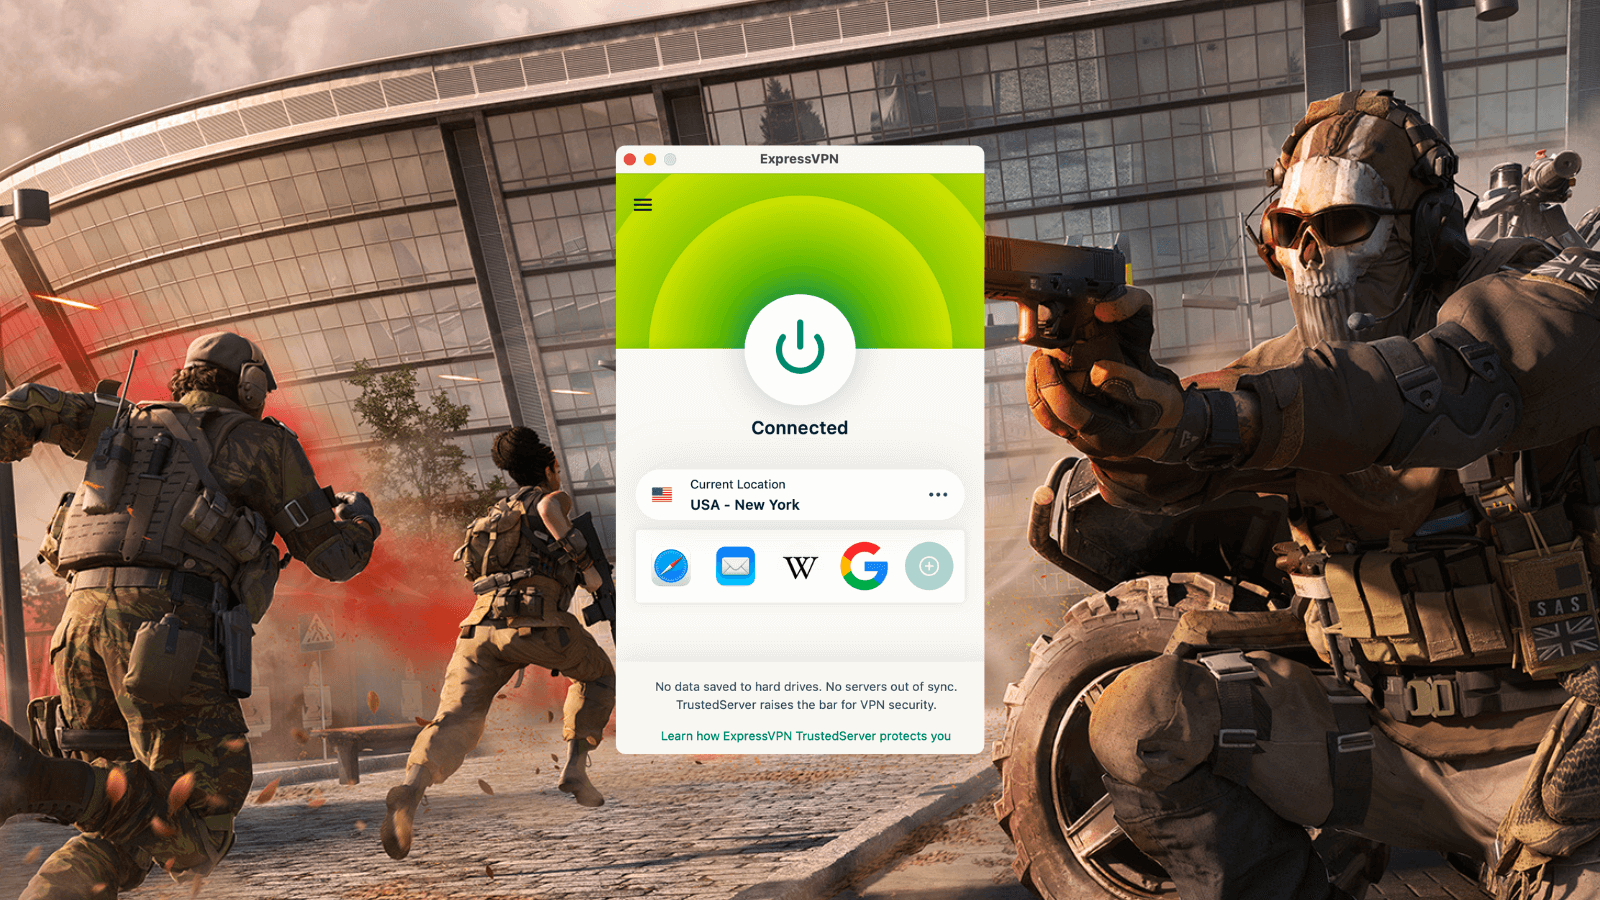 ExpressVPN
Connected
Current Location
USA - New York
W
G
No data saved to hard drives. No servers out of sync.
TrustedServer raises the bar for VPN security.
Learn how ExpressVPN TrustedServer protects you
SAS